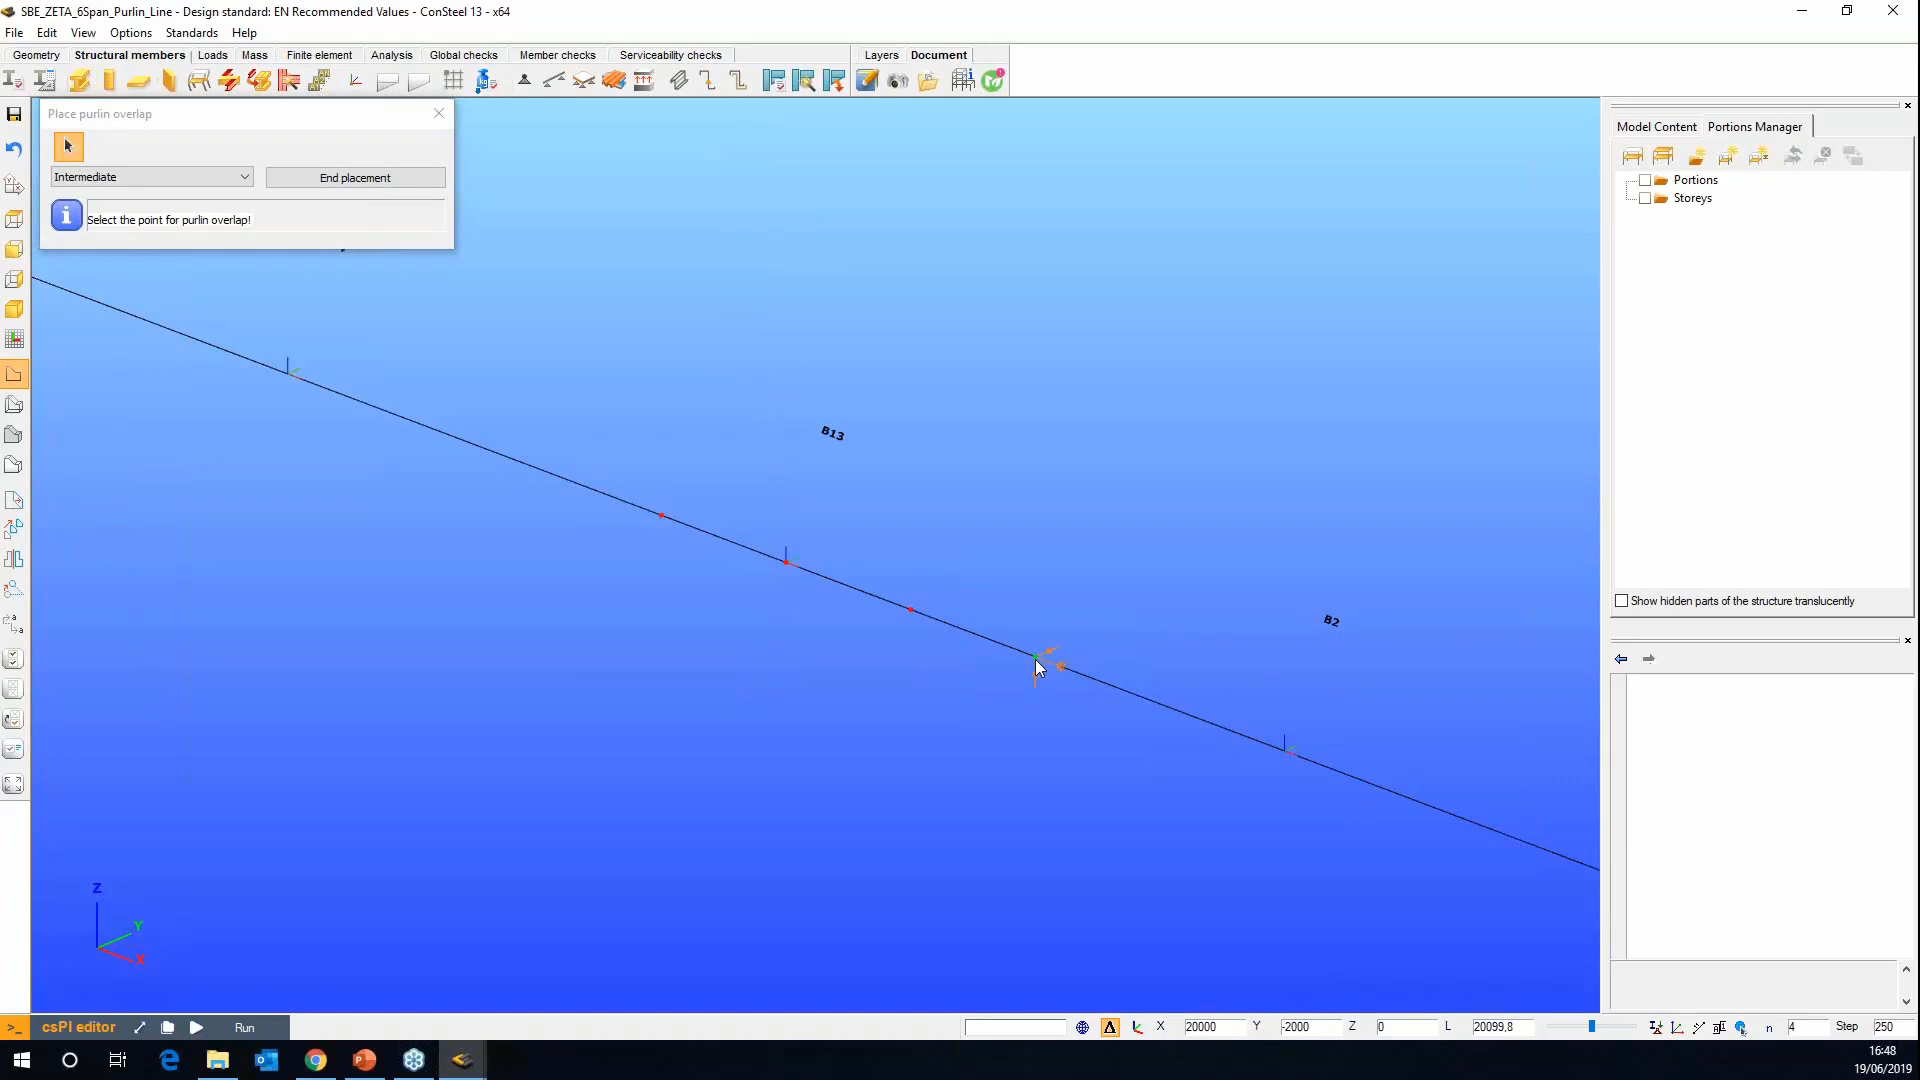 SBE_ZETA_6Span_Purlin_Line - Design standard: EN Recommended Values - ConSteel 13 - x64
File Edit View Options Standards Help
Geometry Structural members Loads Mass Finite element Analysis Global checks Member checks Serviceability checks Layers Document
Place purlin overlap
Intermediate
End placement
Select the point for purlin overlap!
B13
B2
Z
Y
X
Model Content Portions Manager
Portions
Storeys
Show hidden parts of the structure translucently
csPI editor Run
X 20000 Y -2000 Z 0 L 20099,8 n 4 Step 250
16:48
19/06/2019